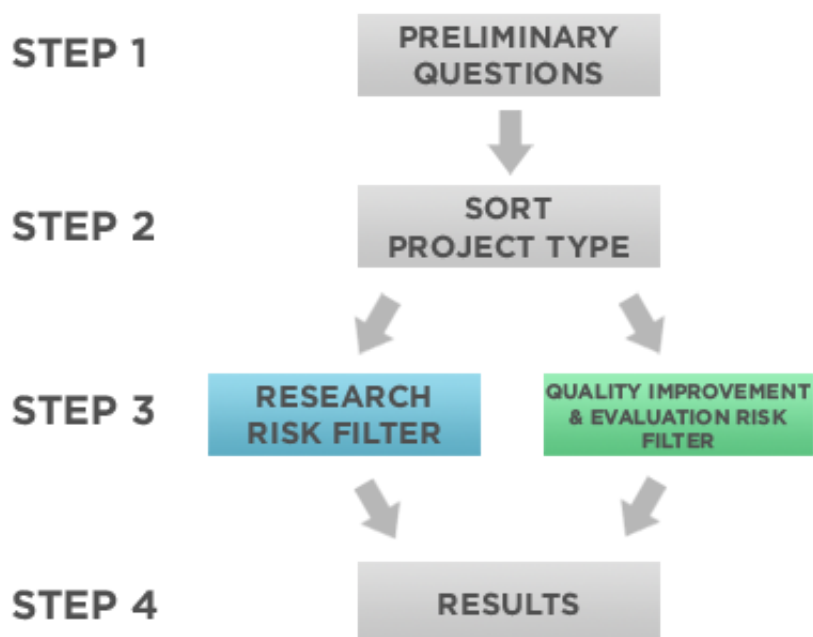 STEP 1
PRELIMINARY
QUESTIONS
STEP 2
SORT
PROJECT TYPE
STEP 3
RESEARCH
RISK FILTER
QUALITY IMPROVEMENT
& EVALUATION RISK
FILTER
STEP 4
RESULTS